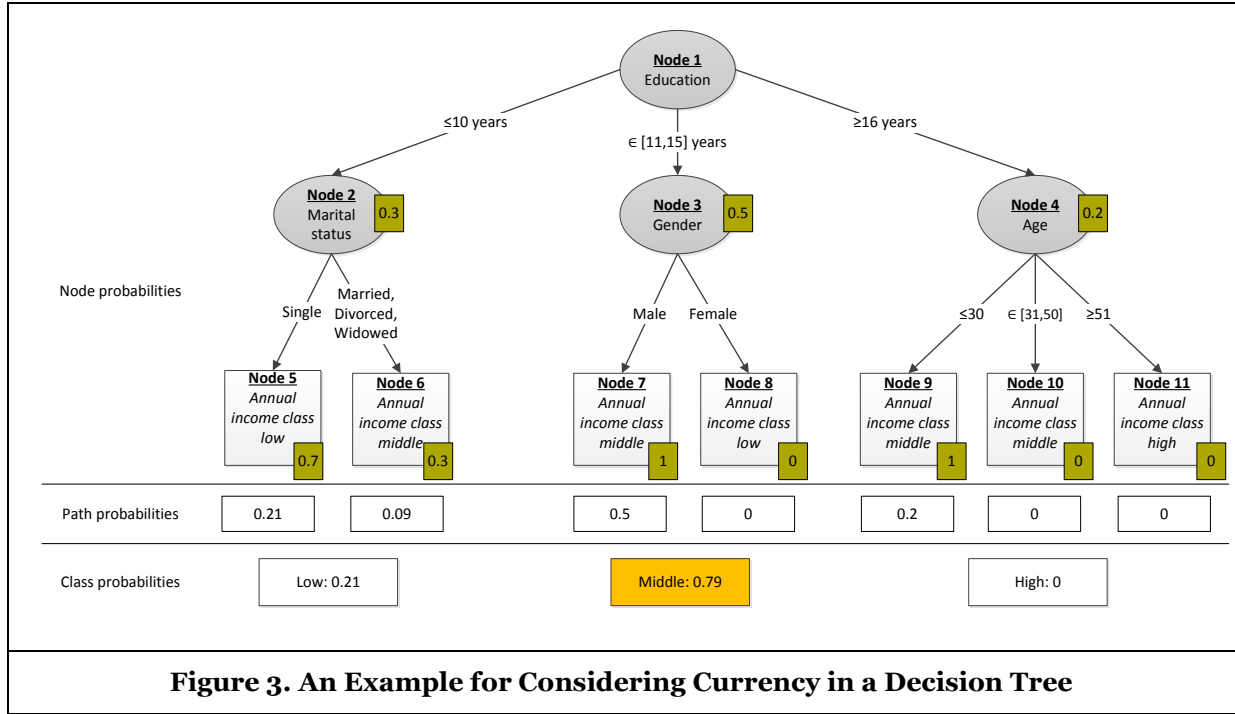 Node 1
Education
≤10 years
∈ [11,15] years
≥16 years
Node 2
Marital
status
0.3
Node 3
Gender
0.5
Node 4
Age
0.2
Node probabilities
Single
Married,
Divorced,
Widowed
Male
Female
≤30
∈ [31,50]
≥51
Node 5
Annual
income class
low
0.7
Node 6
Annual
income class
middle
0.3
Node 7
Annual
income class
middle
1
Node 8
Annual
income class
low
0
Node 9
Annual
income class
middle
1
Node 10
Annual
income class
middle
0
Node 11
Annual
income class
high
0
Path probabilities
0.21
0.09
0.5
0
0.2
0
0
Class probabilities
Low: 0.21
Middle: 0.79
High: 0
Figure 3. An Example for Considering Currency in a Decision Tree